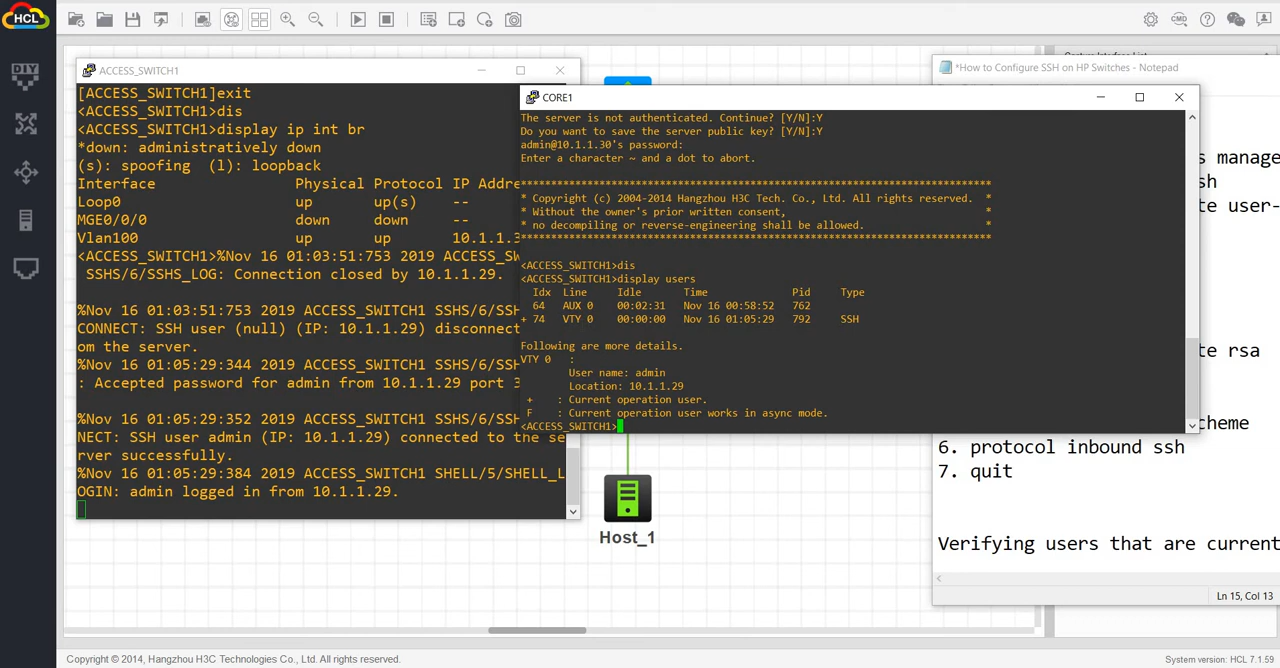 HCL
DIY
CMD
ACCESS_SWITCH1
[ACCESS_SWITCH1]exit
<ACCESS_SWITCH1>dis
<ACCESS_SWITCH1>display ip int br
*down: administratively down
(s): spoofing  (l): loopback
Interface Physical Protocol IP Addre
Loop0 up up(s) --
MGE0/0/0 down down --
Vlan100 up up 10.1.1.3
<ACCESS_SWITCH1>%Nov 16 01:03:51:753 2019 ACCESS_SW
SSHS/6/SSHS_LOG: Connection closed by 10.1.1.29.
%Nov 16 01:03:51:753 2019 ACCESS_SWITCH1 SSHS/6/SSH
CONNECT: SSH user (null) (IP: 10.1.1.29) disconnect
om the server.
%Nov 16 01:05:29:344 2019 ACCESS_SWITCH1 SSHS/6/SSH
: Accepted password for admin from 10.1.1.29 port 3
%Nov 16 01:05:29:352 2019 ACCESS_SWITCH1 SSHS/6/SSH
NECT: SSH user admin (IP: 10.1.1.29) connected to the se
rver successfully.
%Nov 16 01:05:29:384 2019 ACCESS_SWITCH1 SHELL/5/SHELL_L
OGIN: admin logged in from 10.1.1.29.
CORE1
The server is not authenticated. Continue? [Y/N]:Y
Do you want to save the server public key? [Y/N]:Y
admin@10.1.1.30's password:
Enter a character ~ and a dot to abort.
******************************************************************************
* Copyright (c) 2004-2014 Hangzhou H3C Tech. Co., Ltd. All rights reserved. *
* Without the owner's prior written consent, *
* no decompiling or reverse-engineering shall be allowed. *
******************************************************************************
<ACCESS_SWITCH1>dis
<ACCESS_SWITCH1>display users
Idx Line Idle Time Pid Type
64 AUX 0 00:02:31 Nov 16 00:58:52 762
+ 74 VTY 0 00:00:00 Nov 16 01:05:29 792 SSH
Following are more details.
VTY 0 :
User name: admin
Location: 10.1.1.29
+ : Current operation user.
F : Current operation user works in async mode.
<ACCESS_SWITCH1>
Host_1
*How to Configure SSH on HP Switches - Notepad
s manage
sh
te user-
te rsa
cheme
6. protocol inbound ssh
7. quit
Verifying users that are current
Ln 15, Col 13
Copyright © 2014, Hangzhou H3C Technologies Co., Ltd. All rights reserved.
System version: HCL 7.1.59